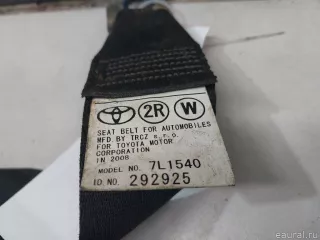 2R W
SEAT BELT FOR AUTOMOBILES
MFD. BY TRCZ s.r.o.
FOR TOYOTA MOTOR
CORPORATION
IN 2008
MODEL NO. 7L1540
ID NO. 292925
eaural.ru